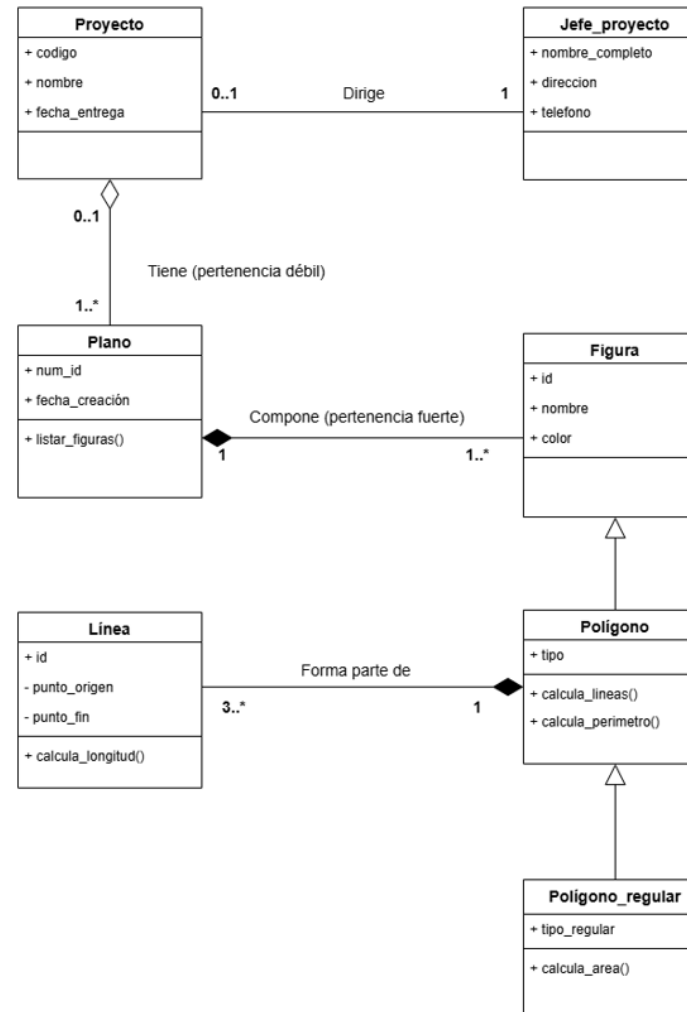 Proyecto
+ codigo
+ nombre
+ fecha_entrega
Jefe_proyecto
+ nombre_completo
+ direccion
+ telefono
0..1
Dirige
1
0..1
Tiene (pertenencia débil)
1..*
Plano
+ num_id
+ fecha_creación
+ listar_figuras()
Figura
+ id
+ nombre
+ color
Compone (pertenencia fuerte)
1
1..*
Línea
+ id
- punto_origen
- punto_fin
+ calcula_longitud()
Forma parte de
3..*
1
Polígono
+ tipo
+ calcula_lineas()
+ calcula_perimetro()
Polígono_regular
+ tipo_regular
+ calcula_area()